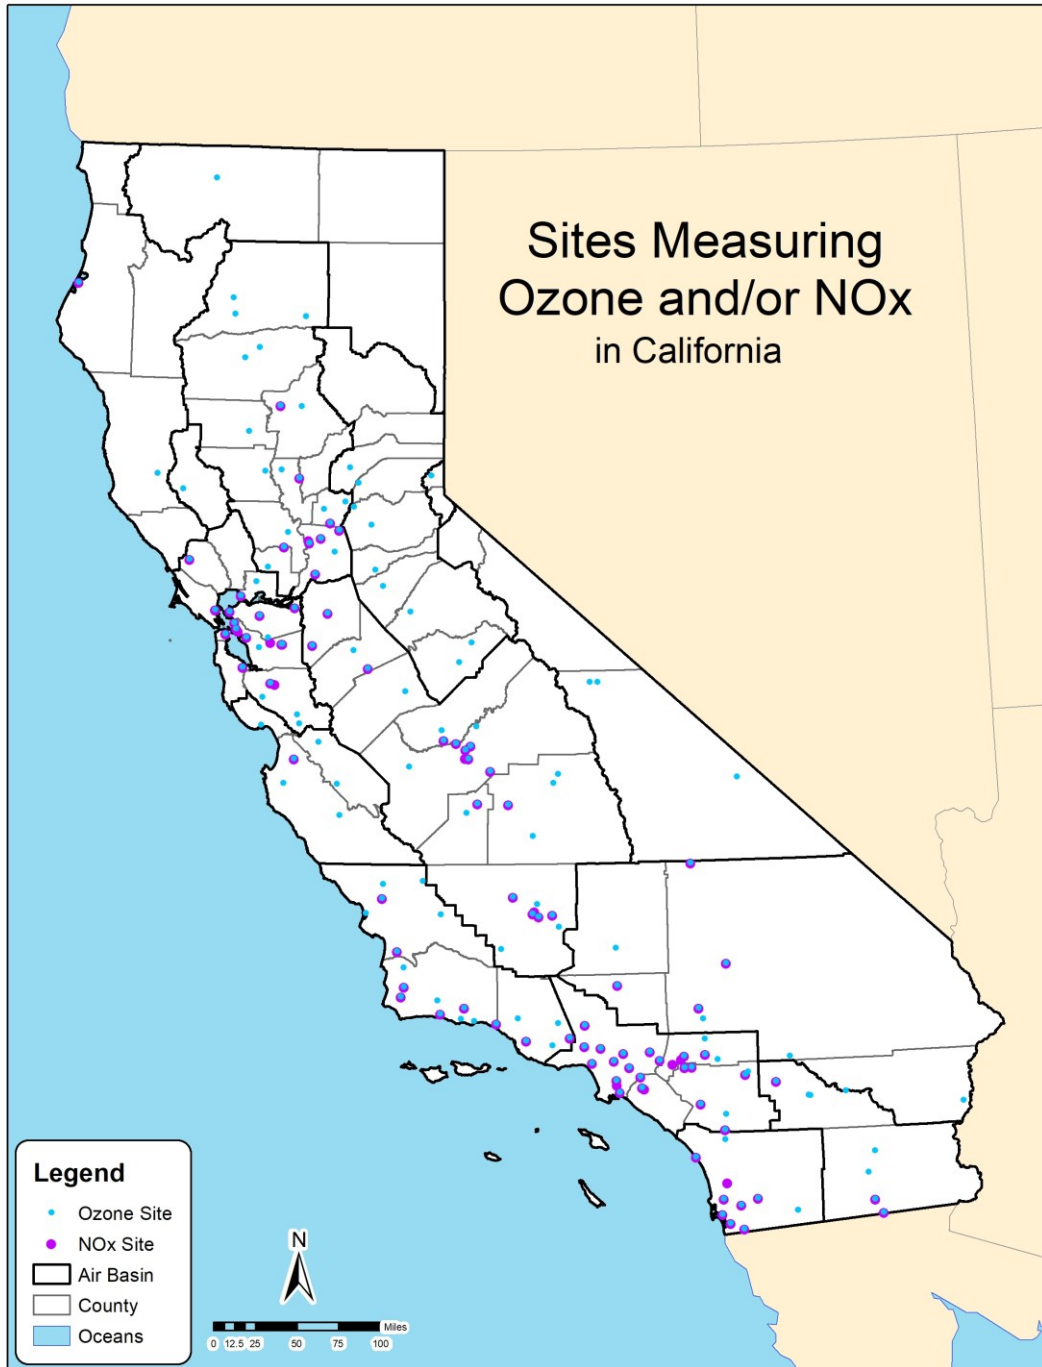 Sites Measuring
Ozone and/or NOx
in California
Legend
Ozone Site
NOx Site
Air Basin
County
Oceans
N
Miles
0 12.5 25 50 75 100